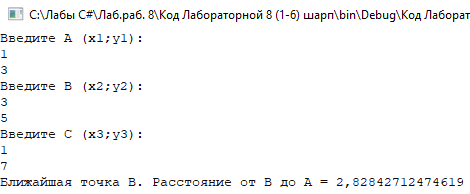 C:\Лабы C#\Лаб.раб. 8\Код Лабораторной 8 (1-6) шарп\bin\Debug\Код Лаборат
Введите A (x1;y1):
1
3
Введите B (x2;y2):
3
5
Введите C (x3;y3):
1
7
Ближайшая точка B. Расстояние от B до A = 2,82842712474619